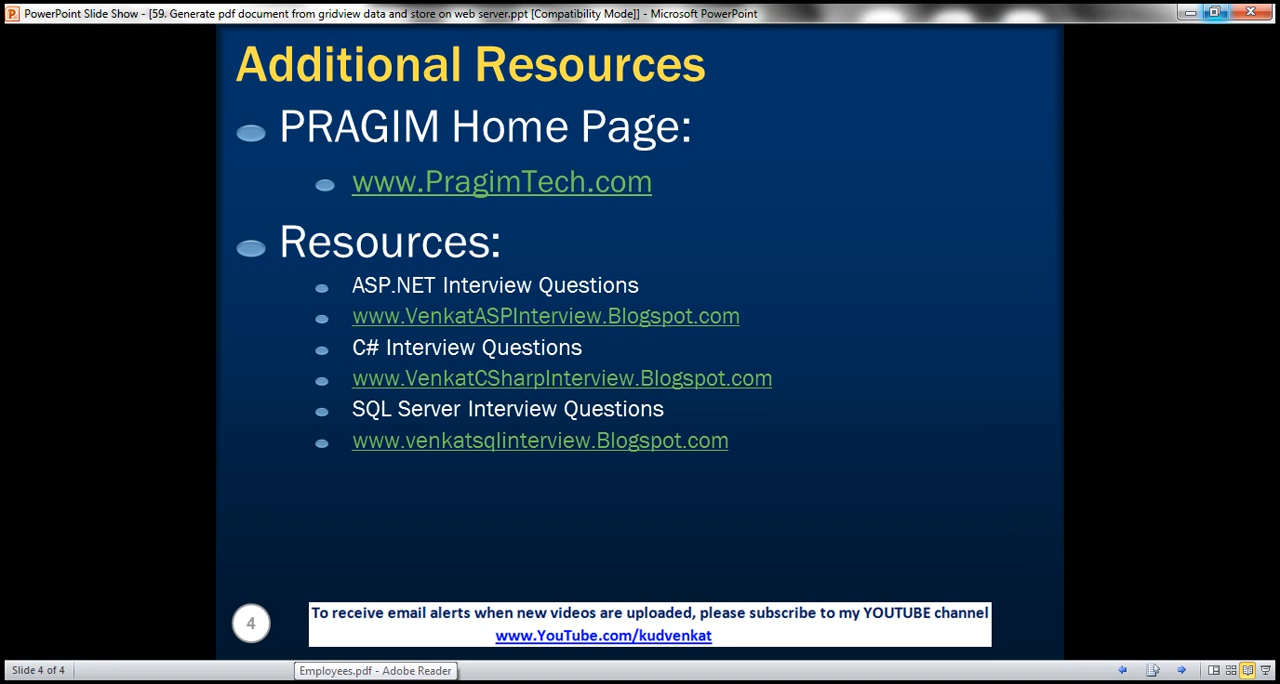 PowerPoint Slide Show - [59. Generate pdf document from gridview data and store on web server.ppt [Compatibility Mode]] - Microsoft PowerPoint
Additional Resources
PRAGIM Home Page:
www.PragimTech.com
Resources:
ASP.NET Interview Questions
www.VenkatASPInterview.Blogspot.com
C# Interview Questions
www.VenkatCSharpInterview.Blogspot.com
SQL Server Interview Questions
www.venkatsqlinterview.Blogspot.com
4
To receive email alerts when new videos are uploaded, please subscribe to my YOUTUBE channel
www.YouTube.com/kudvenkat
Slide 4 of 4
Employees.pdf - Adobe Reader